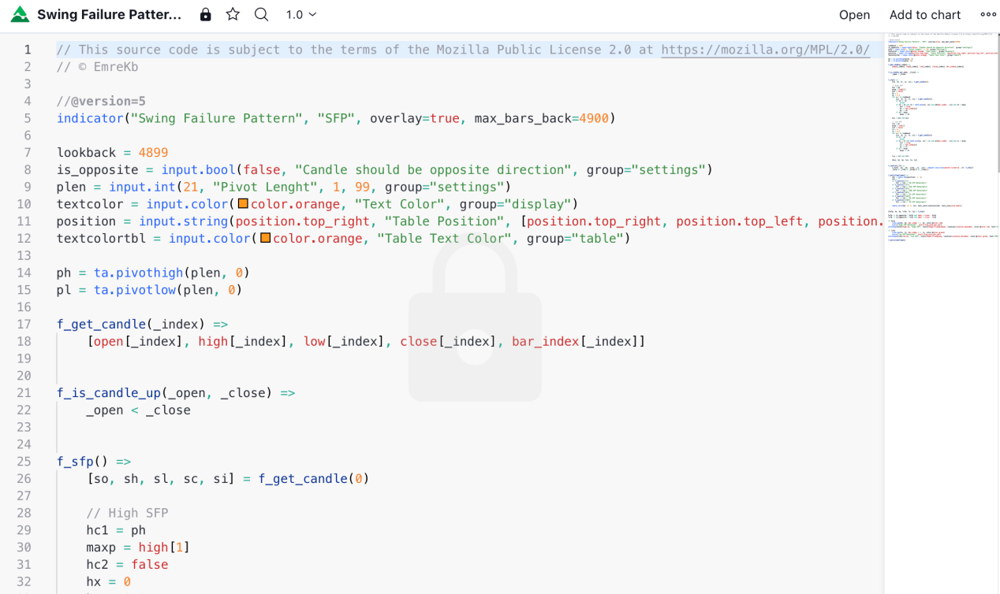 Swing Failure Patter... 1.0 Open Add to chart
1 // This source code is subject to the terms of the Mozilla Public License 2.0 at https://mozilla.org/MPL/2.0/
2 // © EmreKb
3
4 //@version=5
5 indicator("Swing Failure Pattern", "SFP", overlay=true, max_bars_back=4900)
6
7 lookback = 4899
8 is_opposite = input.bool(false, "Candle should be opposite direction", group="settings")
9 plen = input.int(21, "Pivot Lenght", 1, 99, group="settings")
10 textcolor = input.color(color.orange, "Text Color", group="display")
11 position = input.string(position.top_right, "Table Position", [position.top_right, position.top_left, position.
12 textcolortbl = input.color(color.orange, "Table Text Color", group="table")
13
14 ph = ta.pivothigh(plen, 0)
15 pl = ta.pivotlow(plen, 0)
16
17 f_get_candle(_index) =>
18 [open[_index], high[_index], low[_index], close[_index], bar_index[_index]]
19
20
21 f_is_candle_up(_open, _close) =>
22 _open < _close
23
24
25 f_sfp() =>
26 [so, sh, sl, sc, si] = f_get_candle(0)
27
28 // High SFP
29 hc1 = ph
30 maxp = high[1]
31 hc2 = false
32 hx = 0